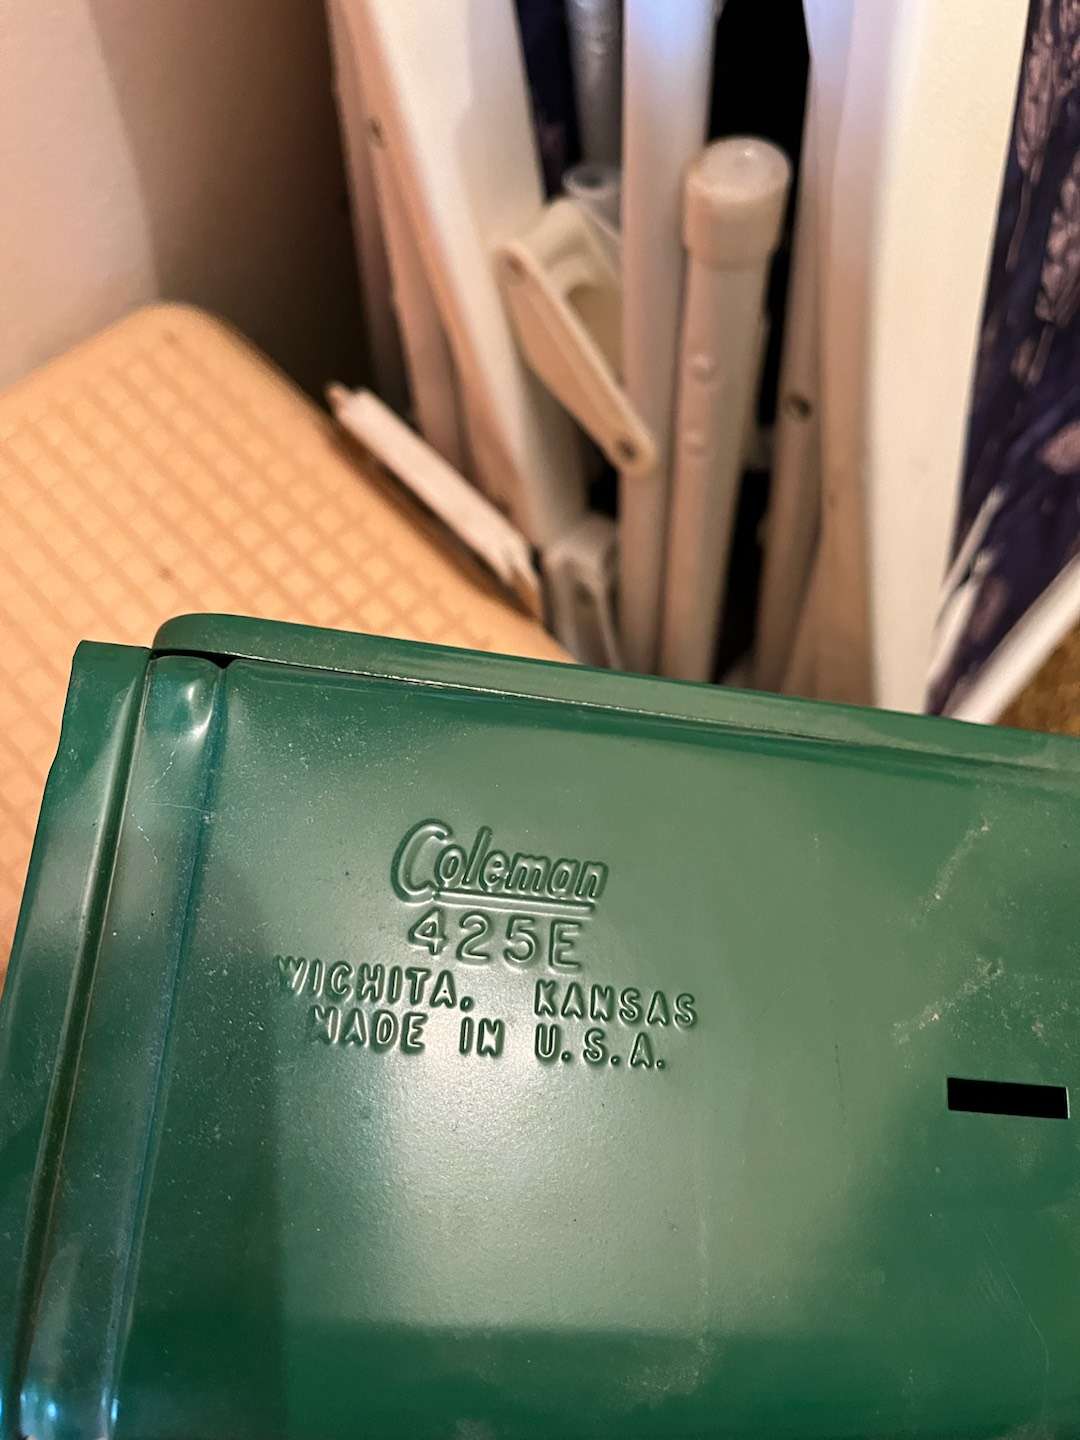 Coleman
425E
WICHITA, KANSAS
MADE IN U.S.A.